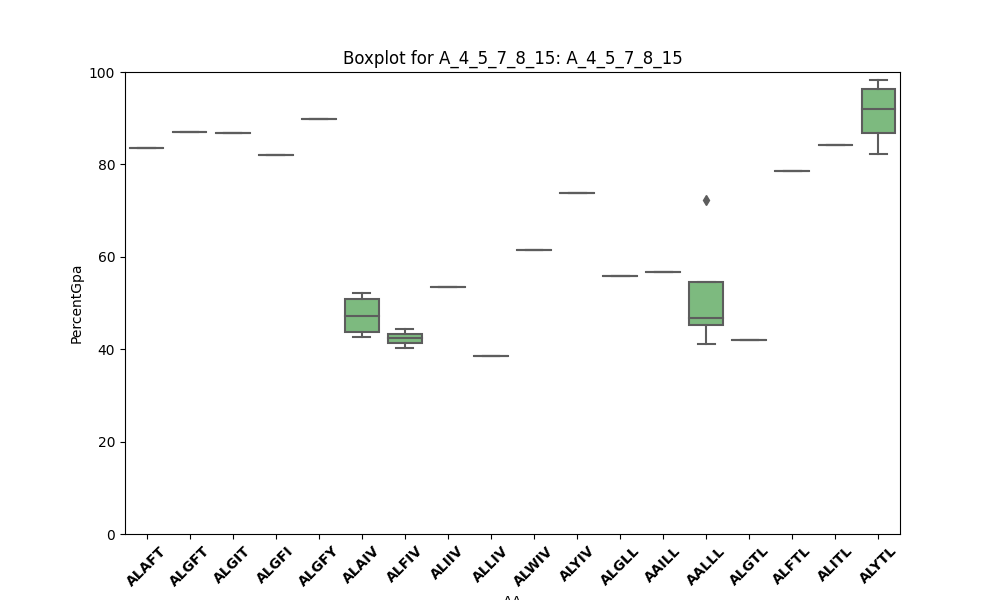 Boxplot for A_4_5_7_8_15: A_4_5_7_8_15
100
80
60
40
20
0
PercentGpa
ALAFT
ALGFT
ALGIT
ALGFI
ALGFY
ALAIV
ALFIV
ALIIV
ALLIV
ALWIV
ALYIV
ALGLL
AAILL
AALLL
ALGTL
ALFTL
ALITL
ALYTL
AA